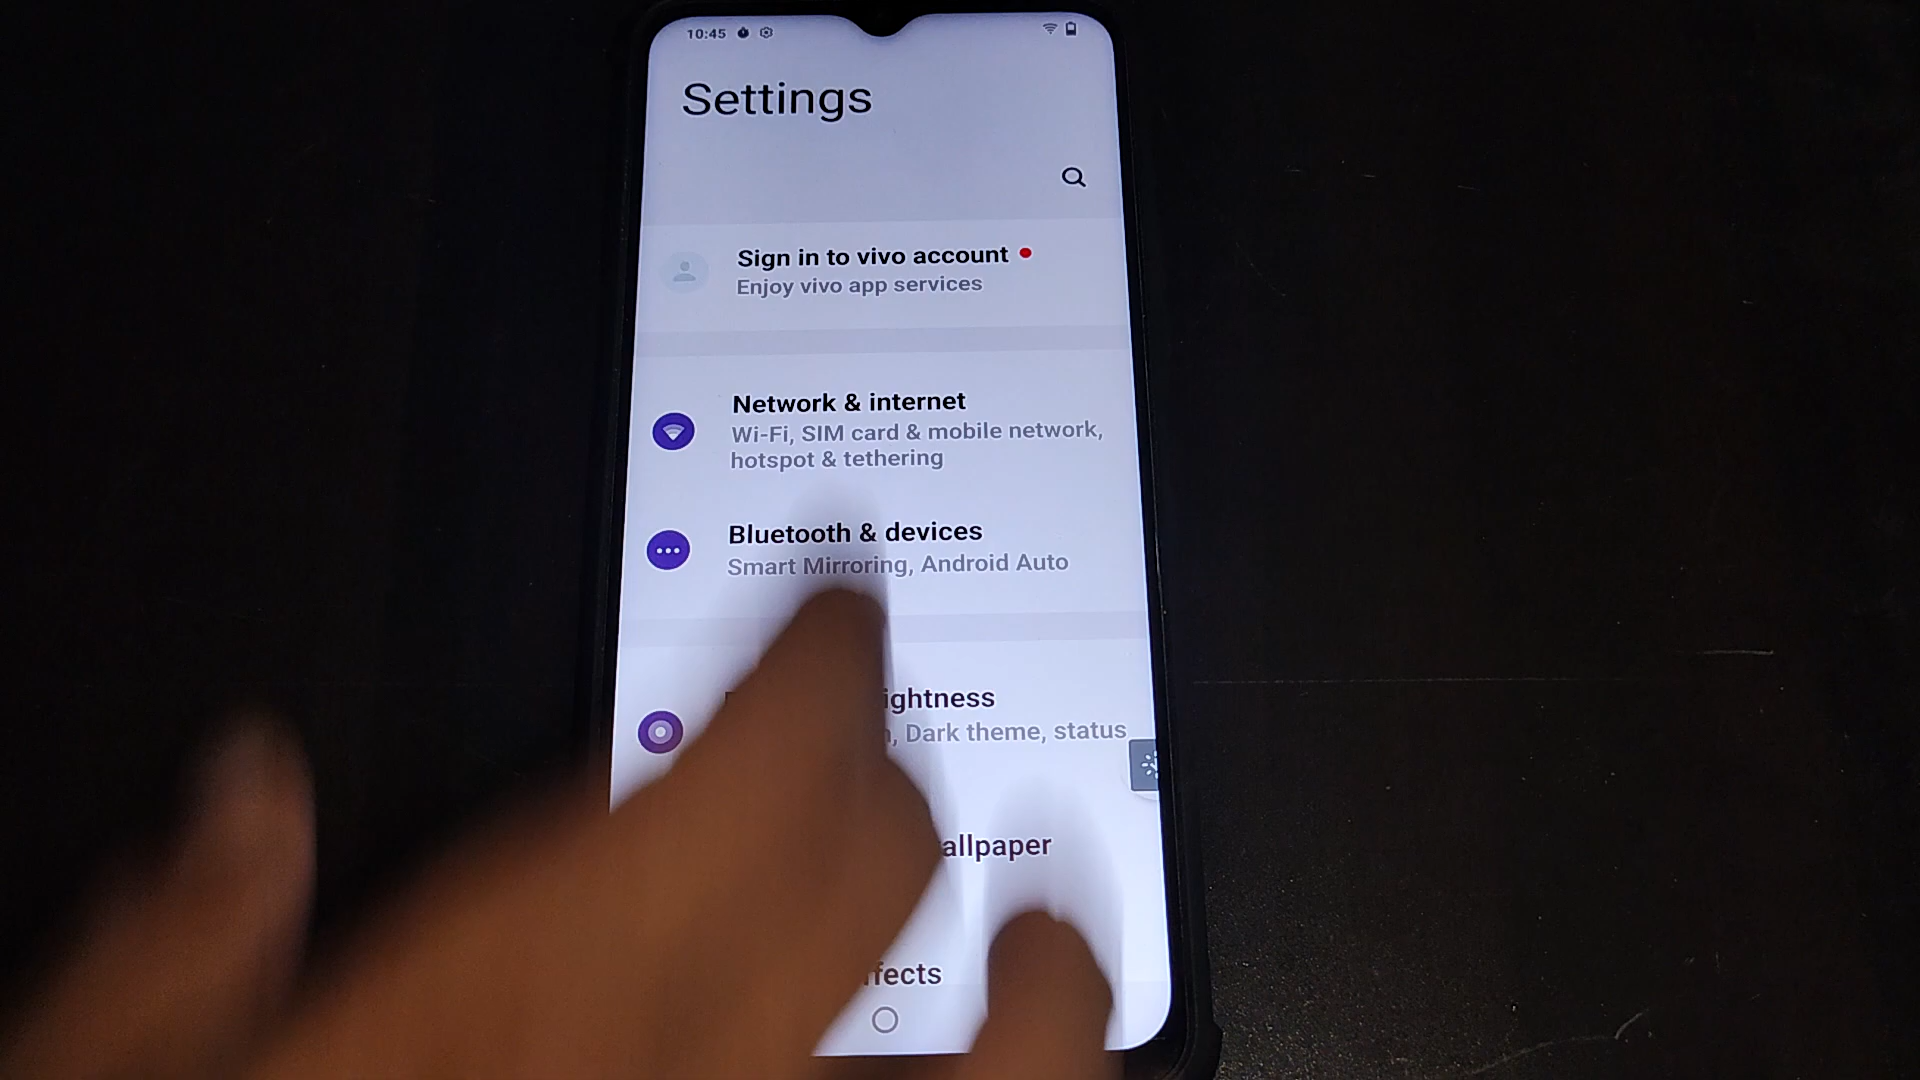 10:45
Settings
Sign in to vivo account
Enjoy vivo app services
Network & internet
Wi-Fi, SIM card & mobile network,
hotspot & tethering
Bluetooth & devices
Smart Mirroring, Android Auto
ightness
, Dark theme, status
allpaper
ffects